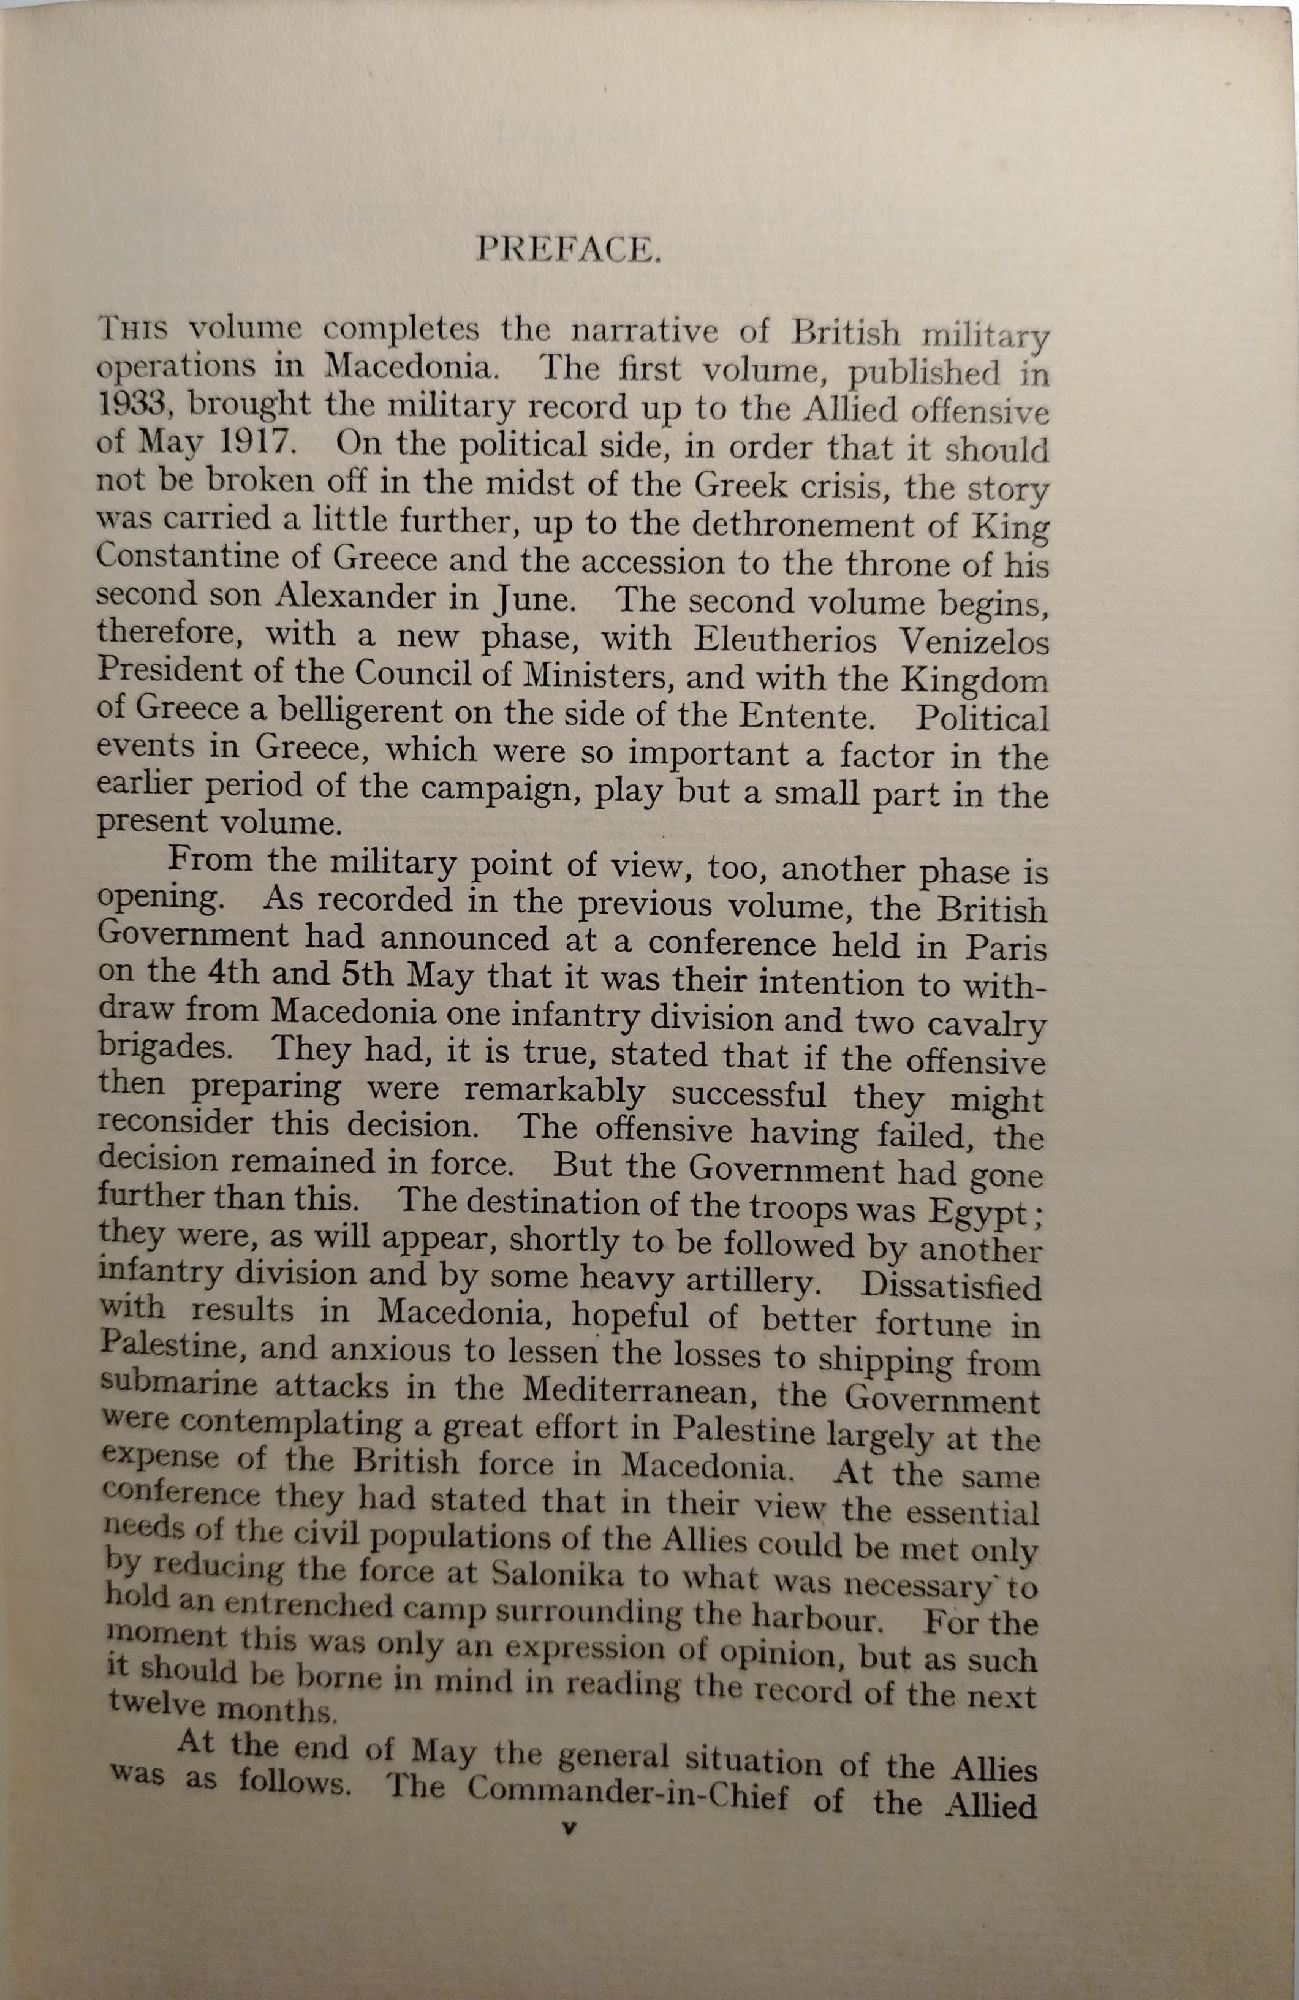 PREFACE.
THIS volume completes the narrative of British military
operations in Macedonia. The first volume, published in
1933, brought the military record up to the Allied offensive
of May 1917. On the political side, in order that it should
not be broken off in the midst of the Greek crisis, the story
was carried a little further, up to the dethronement of King
Constantine of Greece and the accession to the throne of his
second son Alexander in June. The second volume begins,
therefore, with a new phase, with Eleutherios Venizelos
President of the Council of Ministers, and with the Kingdom
of Greece a belligerent on the side of the Entente. Political
events in Greece, which were so important a factor in the
earlier period of the campaign, play but a small part in the
present volume.
From the military point of view, too, another phase is
opening. As recorded in the previous volume, the British
Government had announced at a conference held in Paris
on the 4th and 5th May that it was their intention to with-
draw from Macedonia one infantry division and two cavalry
brigades. They had, it is true, stated that if the offensive
then preparing were remarkably successful they might
reconsider this decision. The offensive having failed, the
decision remained in force. But the Government had gone
further than this. The destination of the troops was Egypt;
they were, as will appear, shortly to be followed by another
infantry division and by some heavy artillery. Dissatisfied
with results in Macedonia, hopeful of better fortune in
Palestine, and anxious to lessen the losses to shipping from
submarine attacks in the Mediterranean, the Government
were contemplating a great effort in Palestine largely at the
expense of the British force in Macedonia. At the same
conference they had stated that in their view the essential
needs of the civil populations of the Allies could be met only
by reducing the force at Salonika to what was necessary to
hold an entrenched camp surrounding the harbour. For the
moment this was only an expression of opinion, but as such
it should be borne in mind in reading the record of the next
twelve months.
At the end of May the general situation of the Allies
was as follows. The Commander-in-Chief of the Allied
v